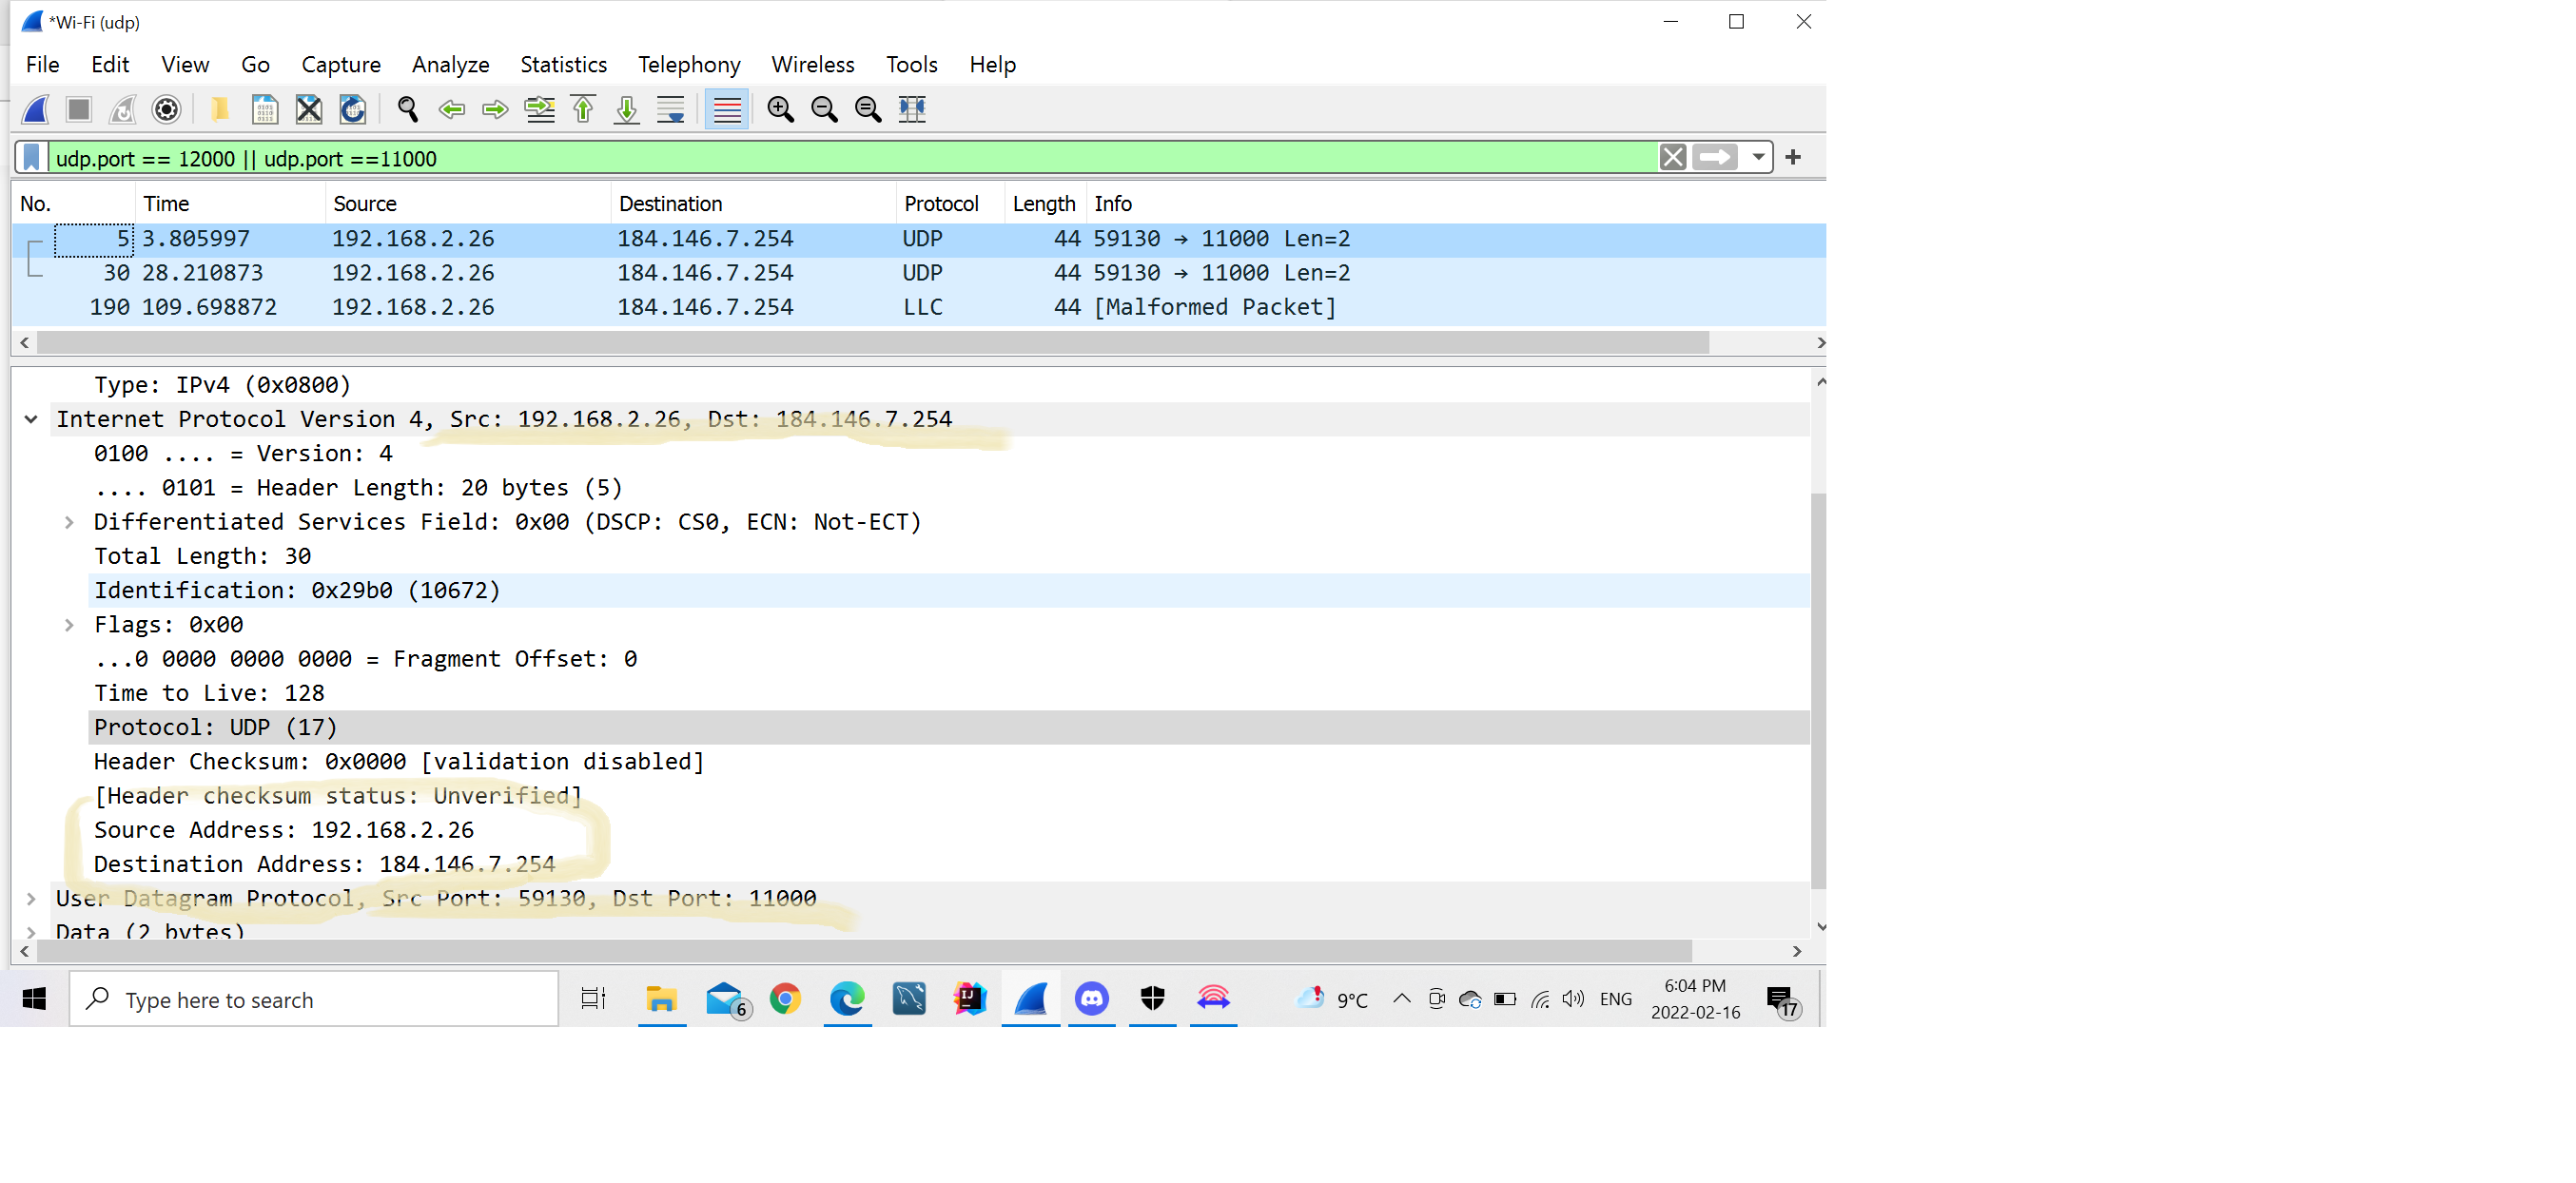 *Wi-Fi (udp)
File Edit View Go Capture Analyze Statistics Telephony Wireless Tools Help
udp.port == 12000 || udp.port ==11000
No. Time Source Destination Protocol Length Info
5 3.805997 192.168.2.26 184.146.7.254 UDP 44 59130 → 11000 Len=2
30 28.210873 192.168.2.26 184.146.7.254 UDP 44 59130 → 11000 Len=2
190 109.698872 192.168.2.26 184.146.7.254 LLC 44 [Malformed Packet]
Type: IPv4 (0x0800)
Internet Protocol Version 4, Src: 192.168.2.26, Dst: 184.146.7.254
0100 .... = Version: 4
.... 0101 = Header Length: 20 bytes (5)
Differentiated Services Field: 0x00 (DSCP: CS0, ECN: Not-ECT)
Total Length: 30
Identification: 0x29b0 (10672)
Flags: 0x00
...0 0000 0000 0000 = Fragment Offset: 0
Time to Live: 128
Protocol: UDP (17)
Header Checksum: 0x0000 [validation disabled]
[Header checksum status: Unverified]
Source Address: 192.168.2.26
Destination Address: 184.146.7.254
User Datagram Protocol, Src Port: 59130, Dst Port: 11000
Data (2 bytes)
Type here to search
6
IJ
9°C
ENG
6:04 PM
2022-02-16
17